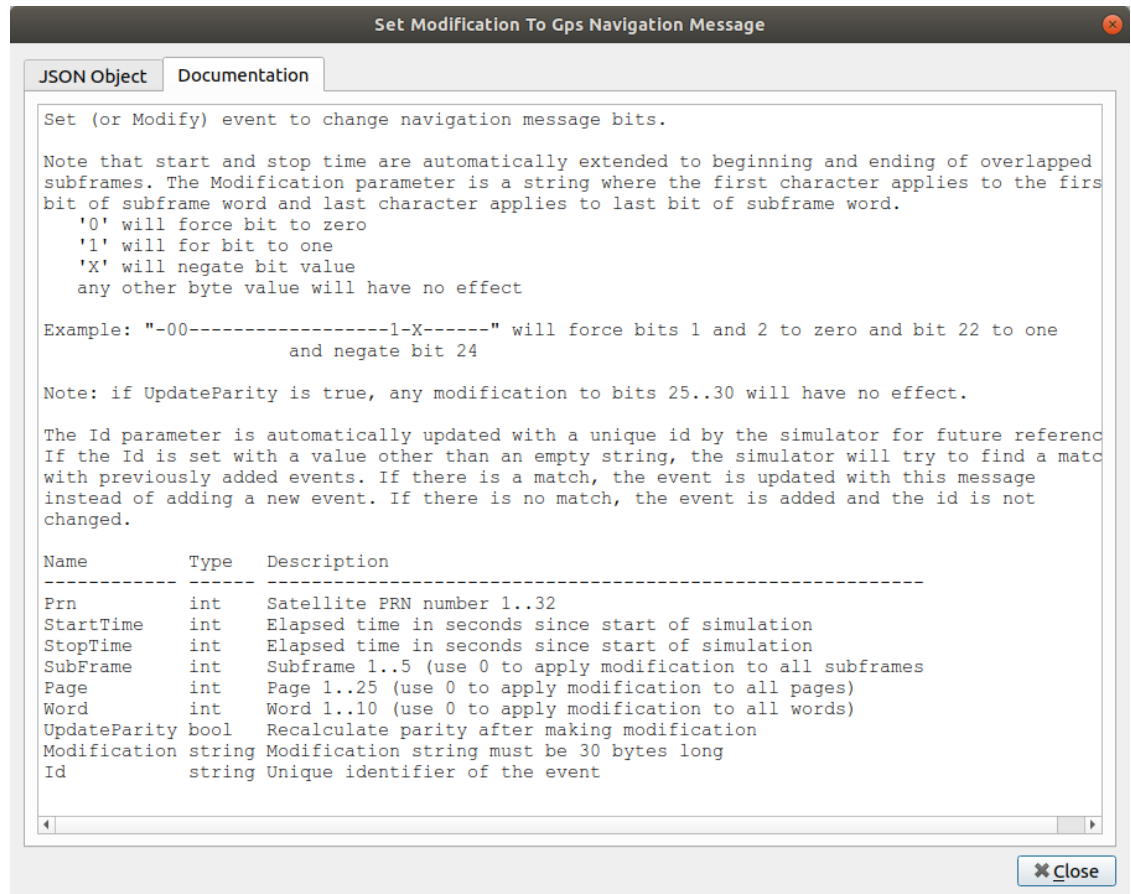 Set Modification To Gps Navigation Message
JSON Object
Documentation
Set (or Modify) event to change navigation message bits.
Note that start and stop time are automatically extended to beginning and ending of overlapped
subframes. The Modification parameter is a string where the first character applies to the firs
bit of subframe word and last character applies to last bit of subframe word.
'0' will force bit to zero
'1' will for bit to one
'X' will negate bit value
any other byte value will have no effect
Example: "-00------------------1-X------" will force bits 1 and 2 to zero and bit 22 to one
and negate bit 24
Note: if UpdateParity is true, any modification to bits 25..30 will have no effect.
The Id parameter is automatically updated with a unique id by the simulator for future referenc
If the Id is set with a value other than an empty string, the simulator will try to find a matc
with previously added events. If there is a match, the event is updated with this message
instead of adding a new event. If there is no match, the event is added and the id is not
changed.
Name Type Description
------------ ------ -----------------------------------------------------------
Prn int Satellite PRN number 1..32
StartTime int Elapsed time in seconds since start of simulation
StopTime int Elapsed time in seconds since start of simulation
SubFrame int Subframe 1..5 (use 0 to apply modification to all subframes
Page int Page 1..25 (use 0 to apply modification to all pages)
Word int Word 1..10 (use 0 to apply modification to all words)
UpdateParity bool Recalculate parity after making modification
Modification string Modification string must be 30 bytes long
Id string Unique identifier of the event
Close